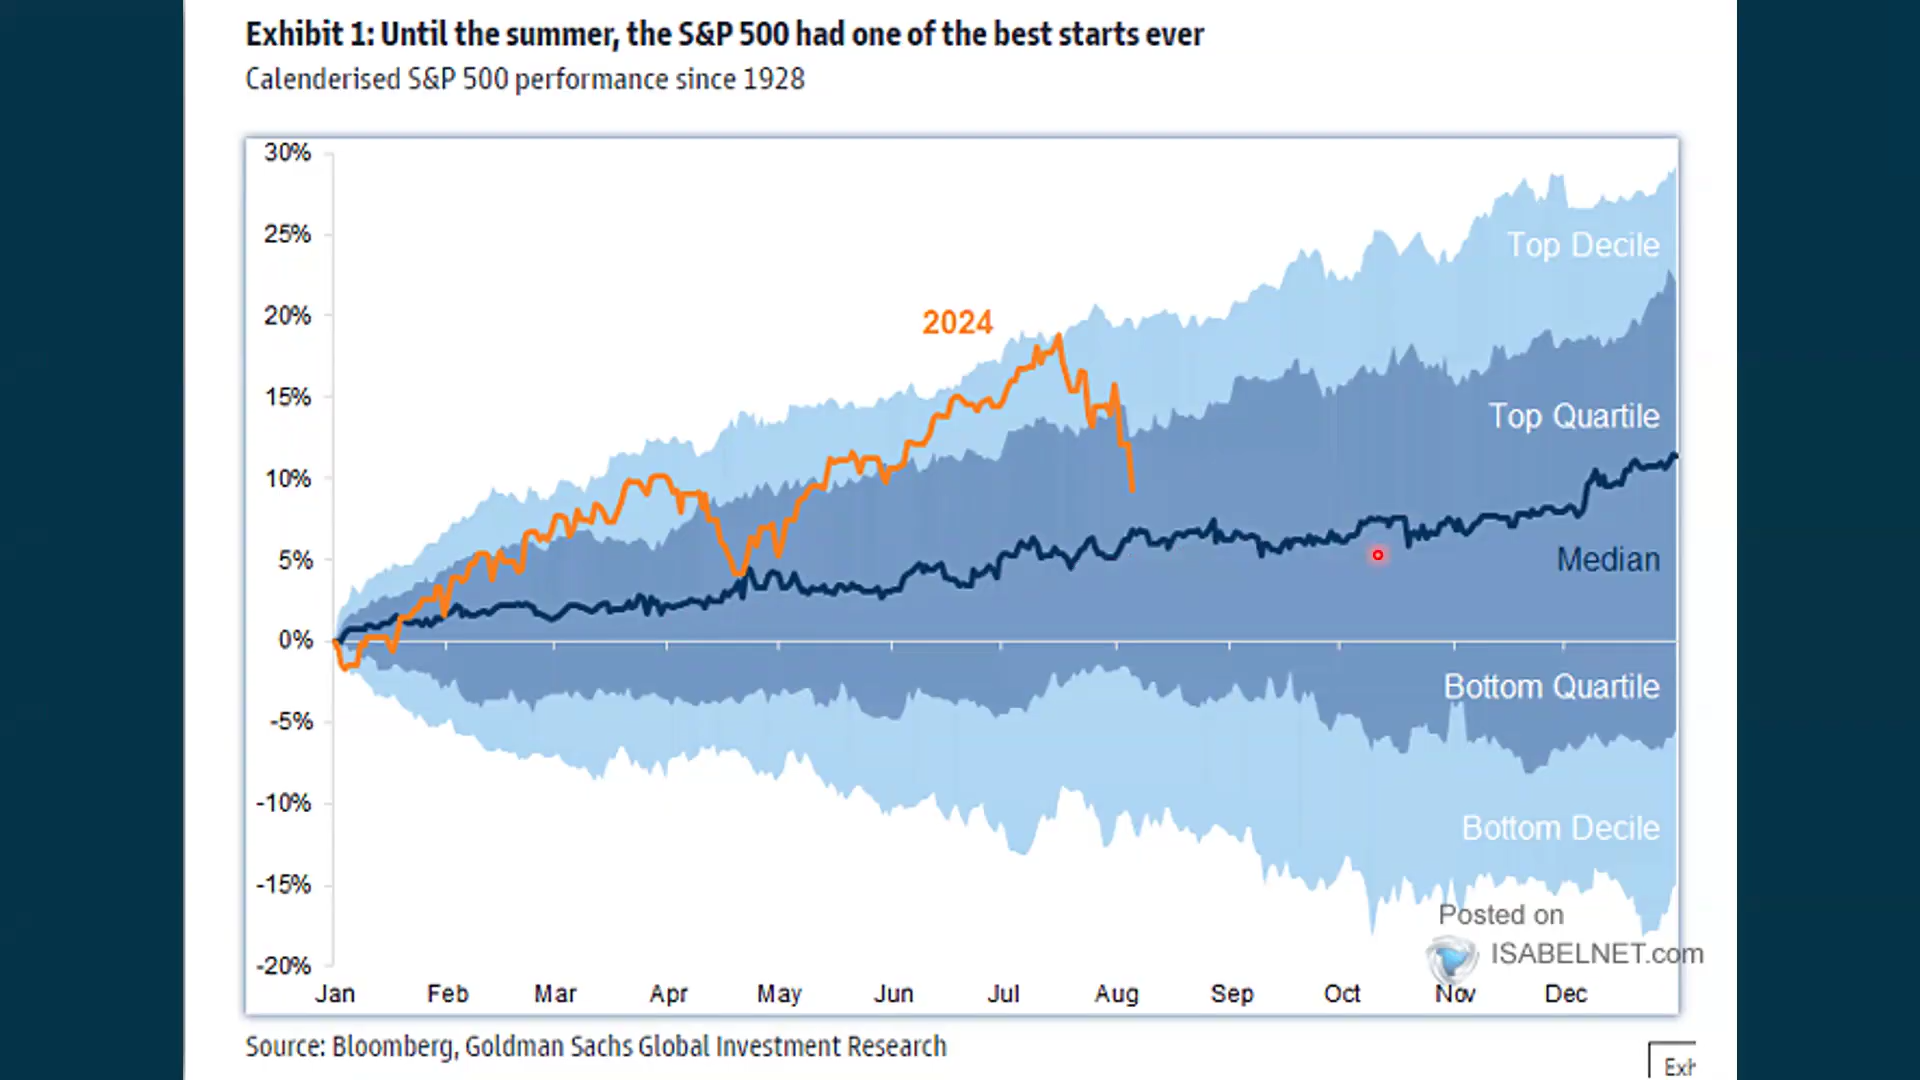 Exhibit 1: Until the summer, the S&P 500 had one of the best starts ever
Calenderised S&P 500 performance since 1928
30%
25%
20%
15%
10%
5%
0%
-5%
-10%
-15%
-20%
2024
Top Decile
Top Quartile
Median
Bottom Quartile
Bottom Decile
Posted on
ISABELNET.com
Jan Feb Mar Apr May Jun Jul Aug Sep Oct Nov Dec
Source: Bloomberg, Goldman Sachs Global Investment Research